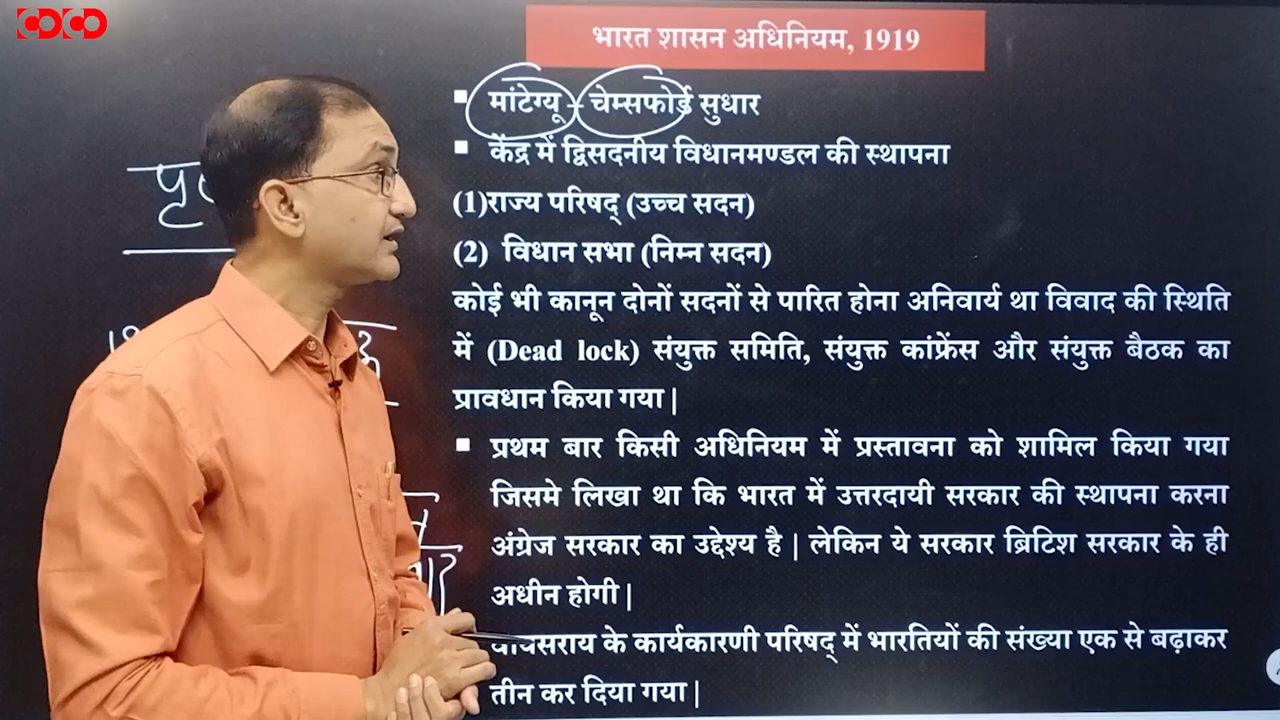 भारत शासन अधिनियम, 1919
▪ मांटेग्यू - चेम्सफोर्ड सुधार
▪ केंद्र में द्विसदनीय विधानमण्डल की स्थापना
(1)राज्य परिषद् (उच्च सदन)
(2) विधान सभा (निम्न सदन)
कोई भी कानून दोनों सदनों से पारित होना अनिवार्य था विवाद की स्थिति
में (Dead lock) संयुक्त समिति, संयुक्त कांफ्रेंस और संयुक्त बैठक का
प्रावधान किया गया |
▪ प्रथम बार किसी अधिनियम में प्रस्तावना को शामिल किया गया
जिसमे लिखा था कि भारत में उत्तरदायी सरकार की स्थापना करना
अंग्रेज सरकार का उद्देश्य है | लेकिन ये सरकार ब्रिटिश सरकार के ही
अधीन होगी |
वायसराय के कार्यकारणी परिषद् में भारतियों की संख्या एक से बढ़ाकर
तीन कर दिया गया |